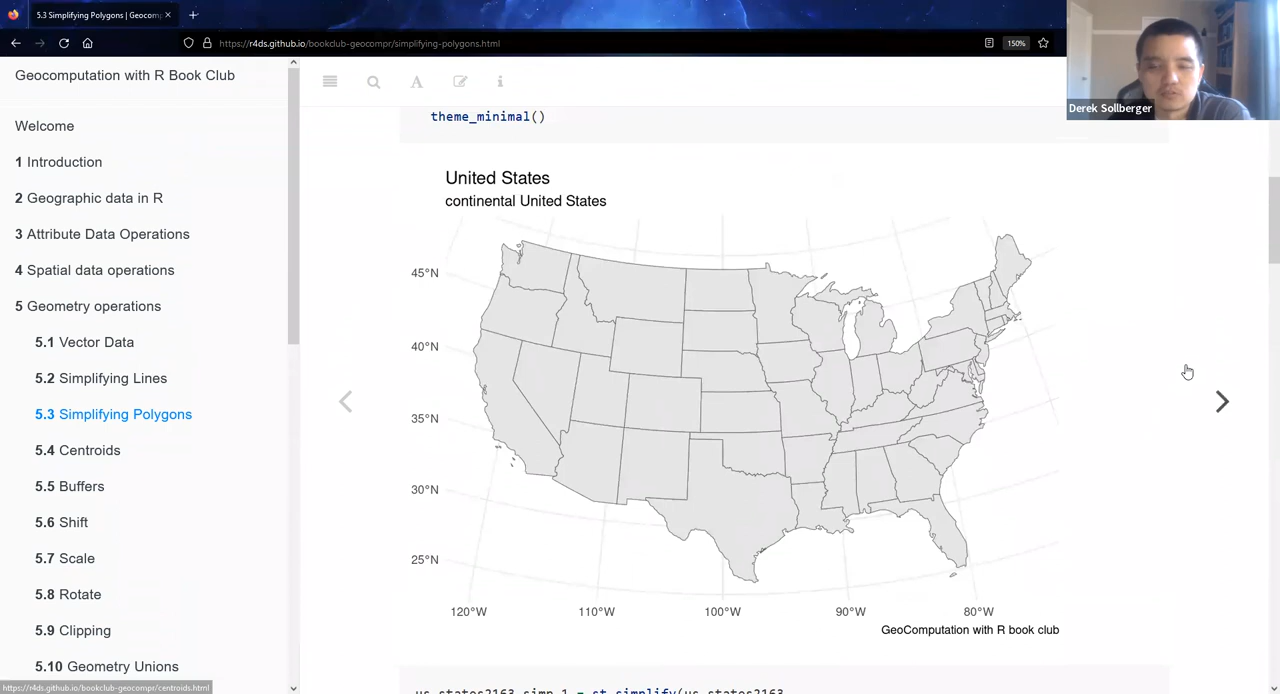 5.3 Simplifying Polygons | Geocomp
https://r4ds.github.io/bookclub-geocompr/simplifying-polygons.html
150%
Derek Sollberger
Geocomputation with R Book Club
Welcome
1 Introduction
2 Geographic data in R
3 Attribute Data Operations
4 Spatial data operations
5 Geometry operations
5.1 Vector Data
5.2 Simplifying Lines
5.3 Simplifying Polygons
5.4 Centroids
5.5 Buffers
5.6 Shift
5.7 Scale
5.8 Rotate
5.9 Clipping
5.10 Geometry Unions
https://r4ds.github.io/bookclub-geocompr/centroids.html
theme_minimal()
United States
continental United States
45°N
40°N
35°N
30°N
25°N
120°W 110°W 100°W 90°W 80°W
GeoComputation with R book club
us_states2163_simp_1 = st_simplify(us_states2163,